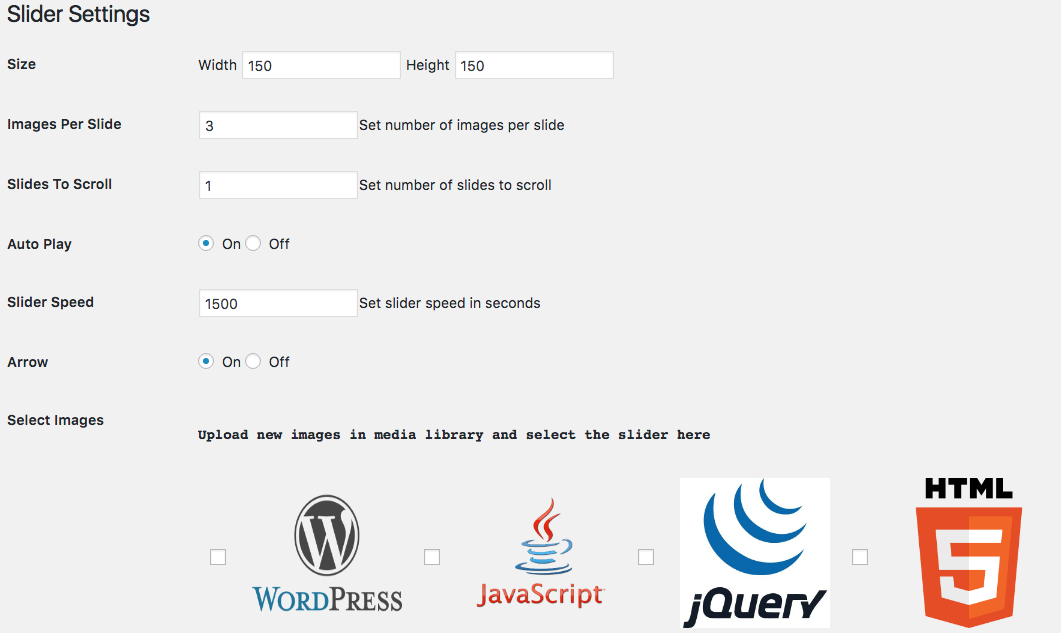 Slider Settings
Size Width 150 Height 150
Images Per Slide 3 Set number of images per slide
Slides To Scroll 1 Set number of slides to scroll
Auto Play On Off
Slider Speed 1500 Set slider speed in seconds
Arrow On Off
Select Images
Upload new images in media library and select the slider here
W WORDPRESS
JavaScript
jQuery
HTML 5